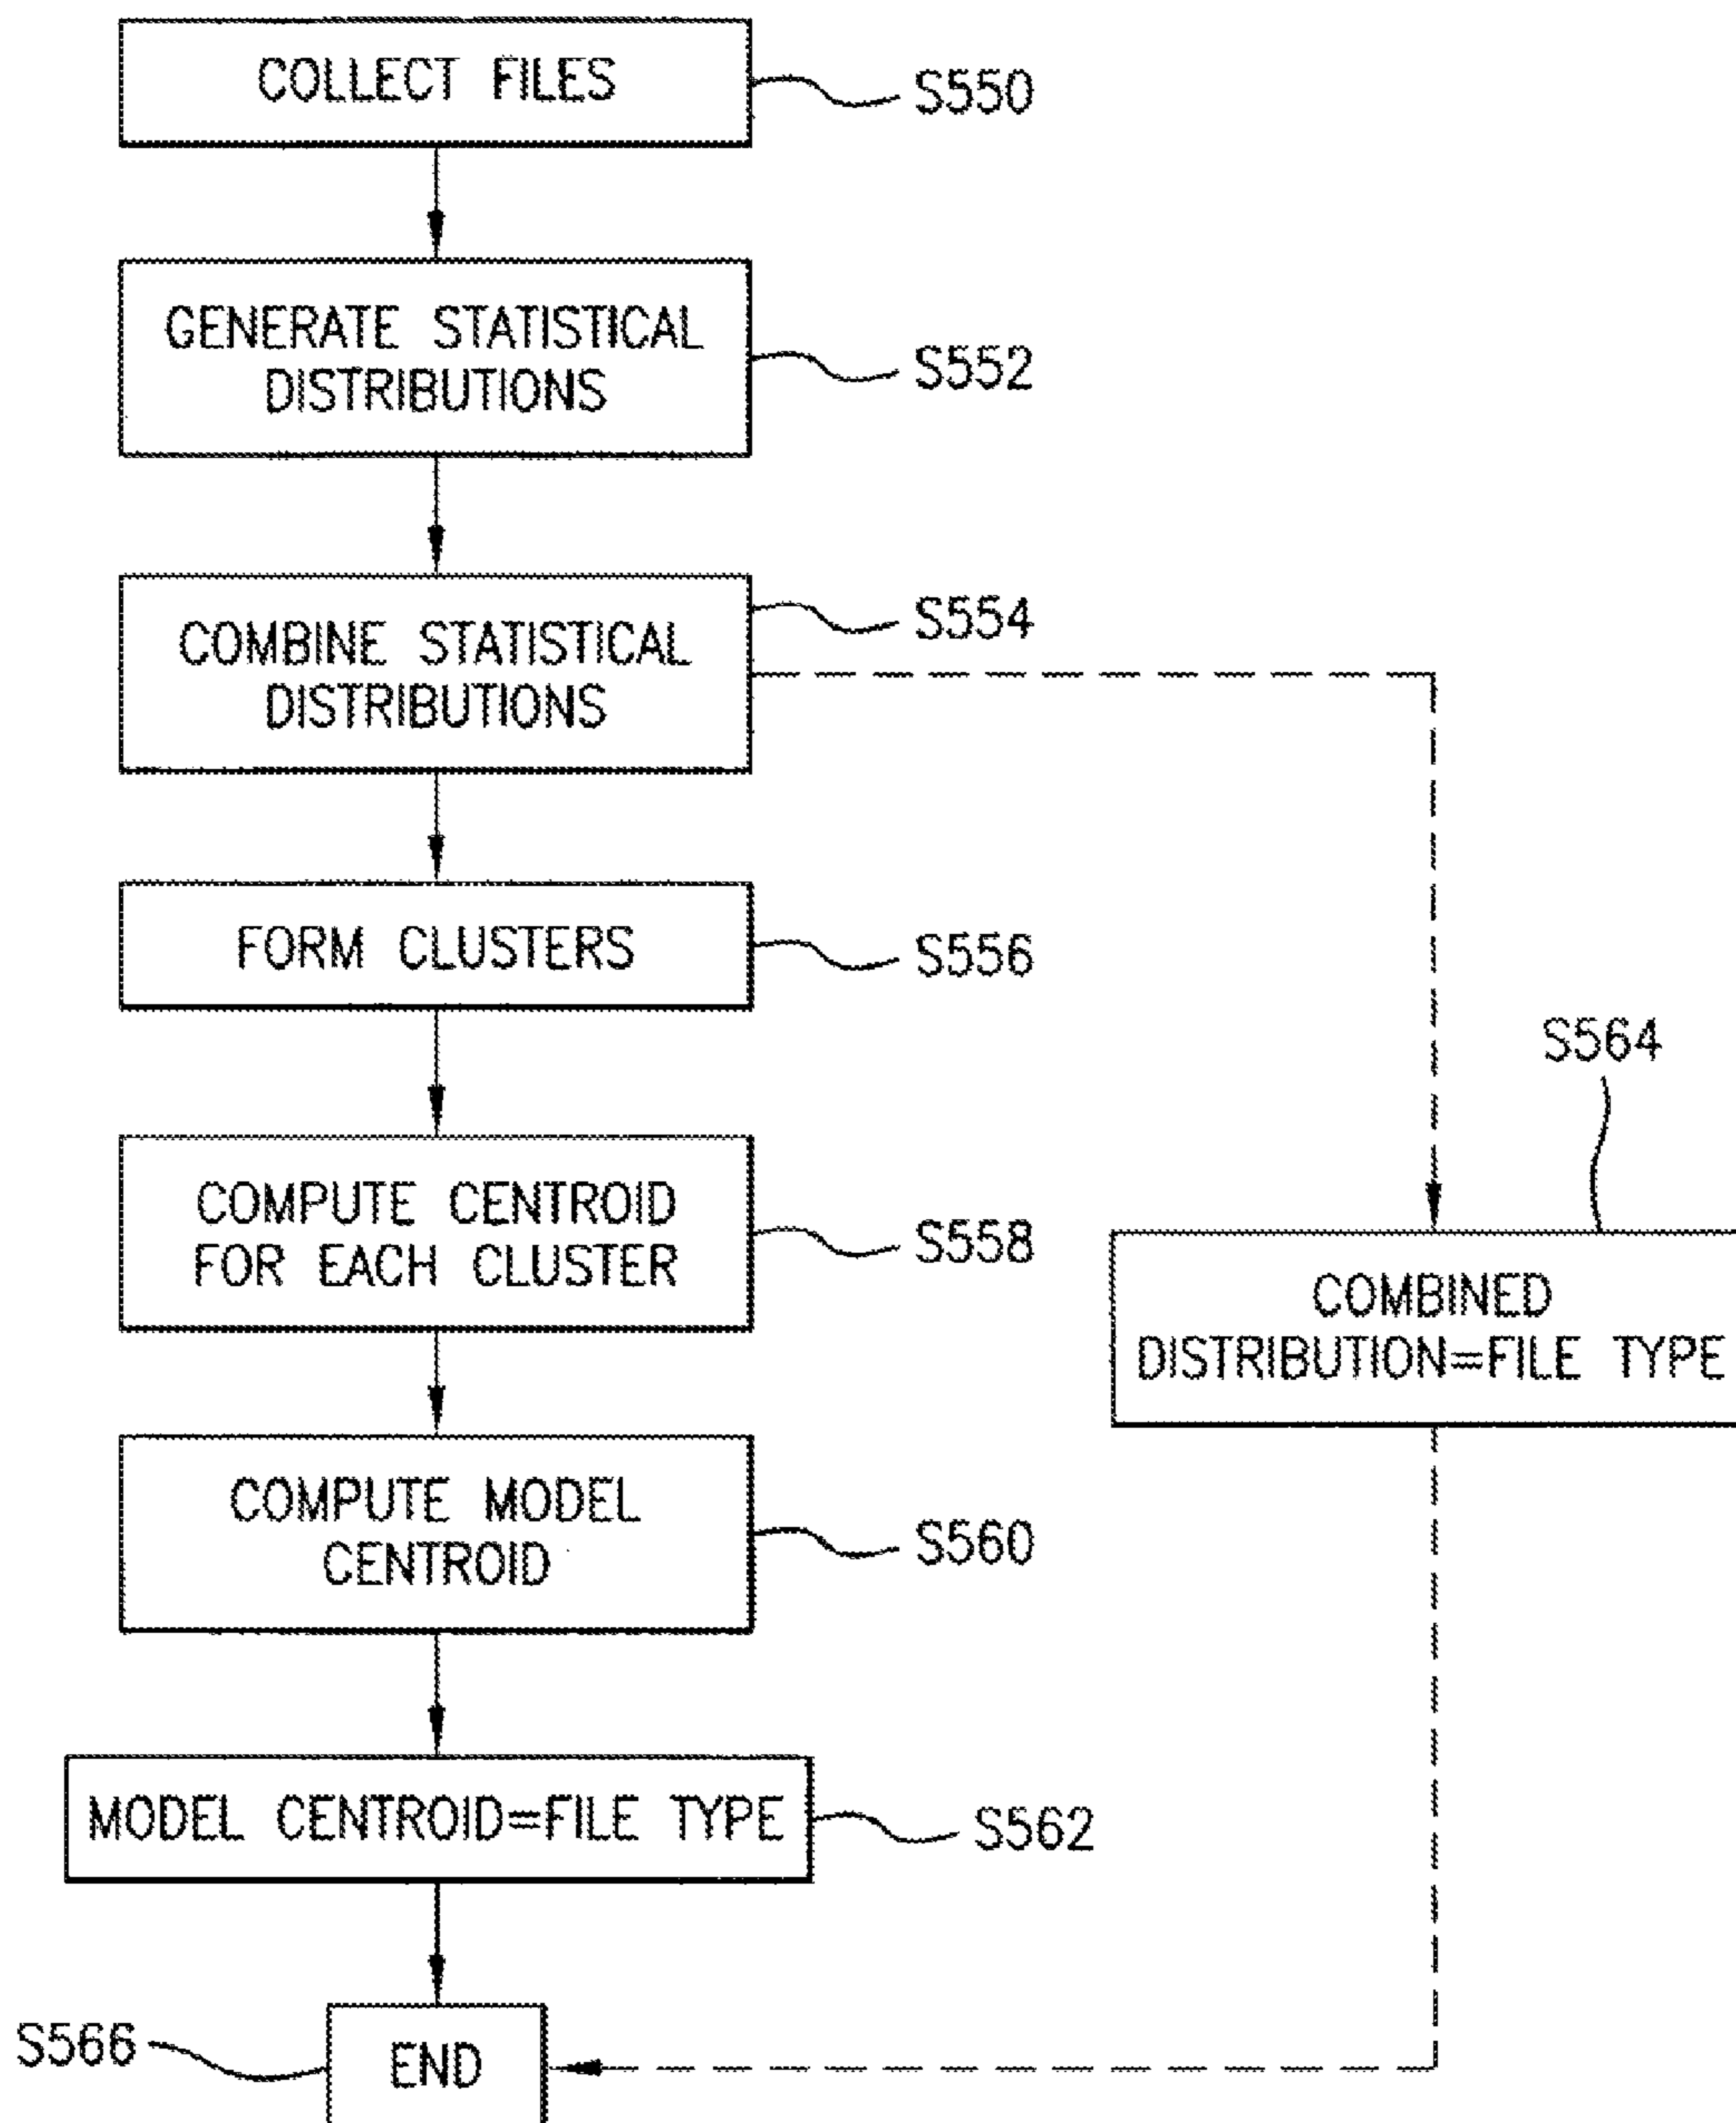 COLLECT FILES
S550
GENERATE STATISTICAL
DISTRIBUTIONS
S552
COMBINE STATISTICAL
DISTRIBUTIONS
S554
FORM CLUSTERS
S556
COMPUTE CENTROID
FOR EACH CLUSTER
S558
S564
COMBINED
DISTRIBUTION=FILE TYPE
COMPUTE MODEL
CENTROID
S560
MODEL CENTROID=FILE TYPE
S562
S566
END